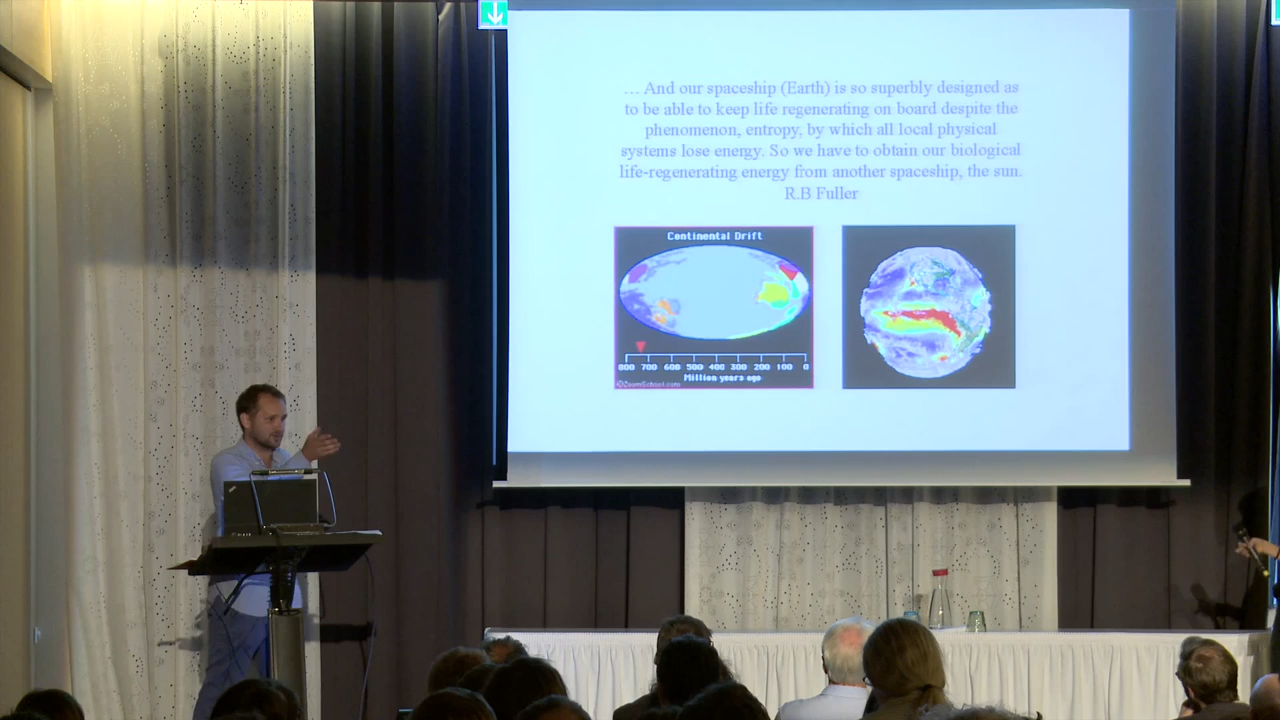 … And our spaceship (Earth) is so superbly designed as
to be able to keep life regenerating on board despite the
phenomenon, entropy, by which all local physical
systems lose energy. So we have to obtain our biological
life-regenerating energy from another spaceship, the sun.
R.B Fuller
Continental Drift
800 700 600 500 400 300 200 100 0
Million years ago
©ZoomSchool.com